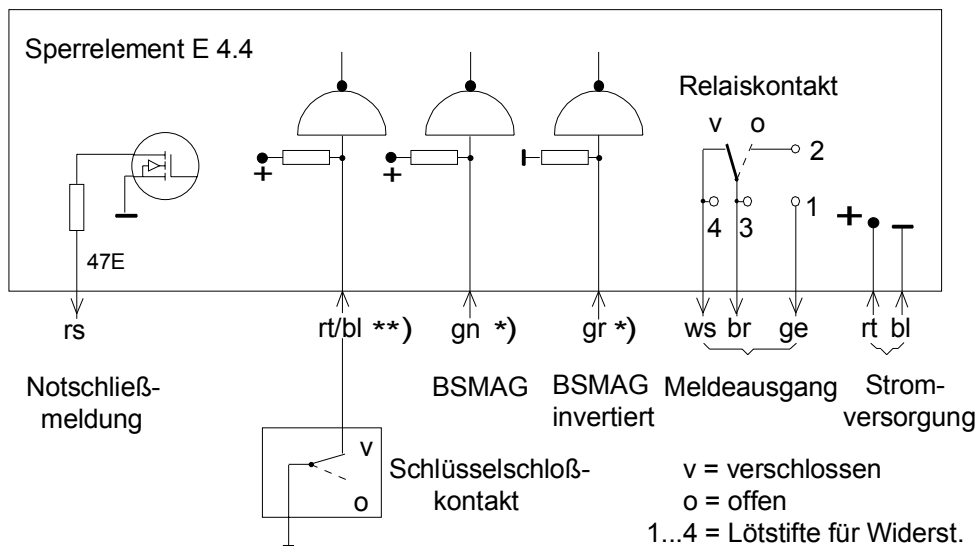 Sperrelement E 4.4
Relaiskontakt
v o
2
1
4 3
+ + +
47E
rs rt/bl **) gn *) gr *) ws br ge rt bl
Notschließ-
meldung
BSMAG
BSMAG
invertiert
Meldeausgang
Strom-
versorgung
v
o
Schlüsselschloß-
kontakt
v = verschlossen
o = offen
1...4 = Lötstifte für Widerst.